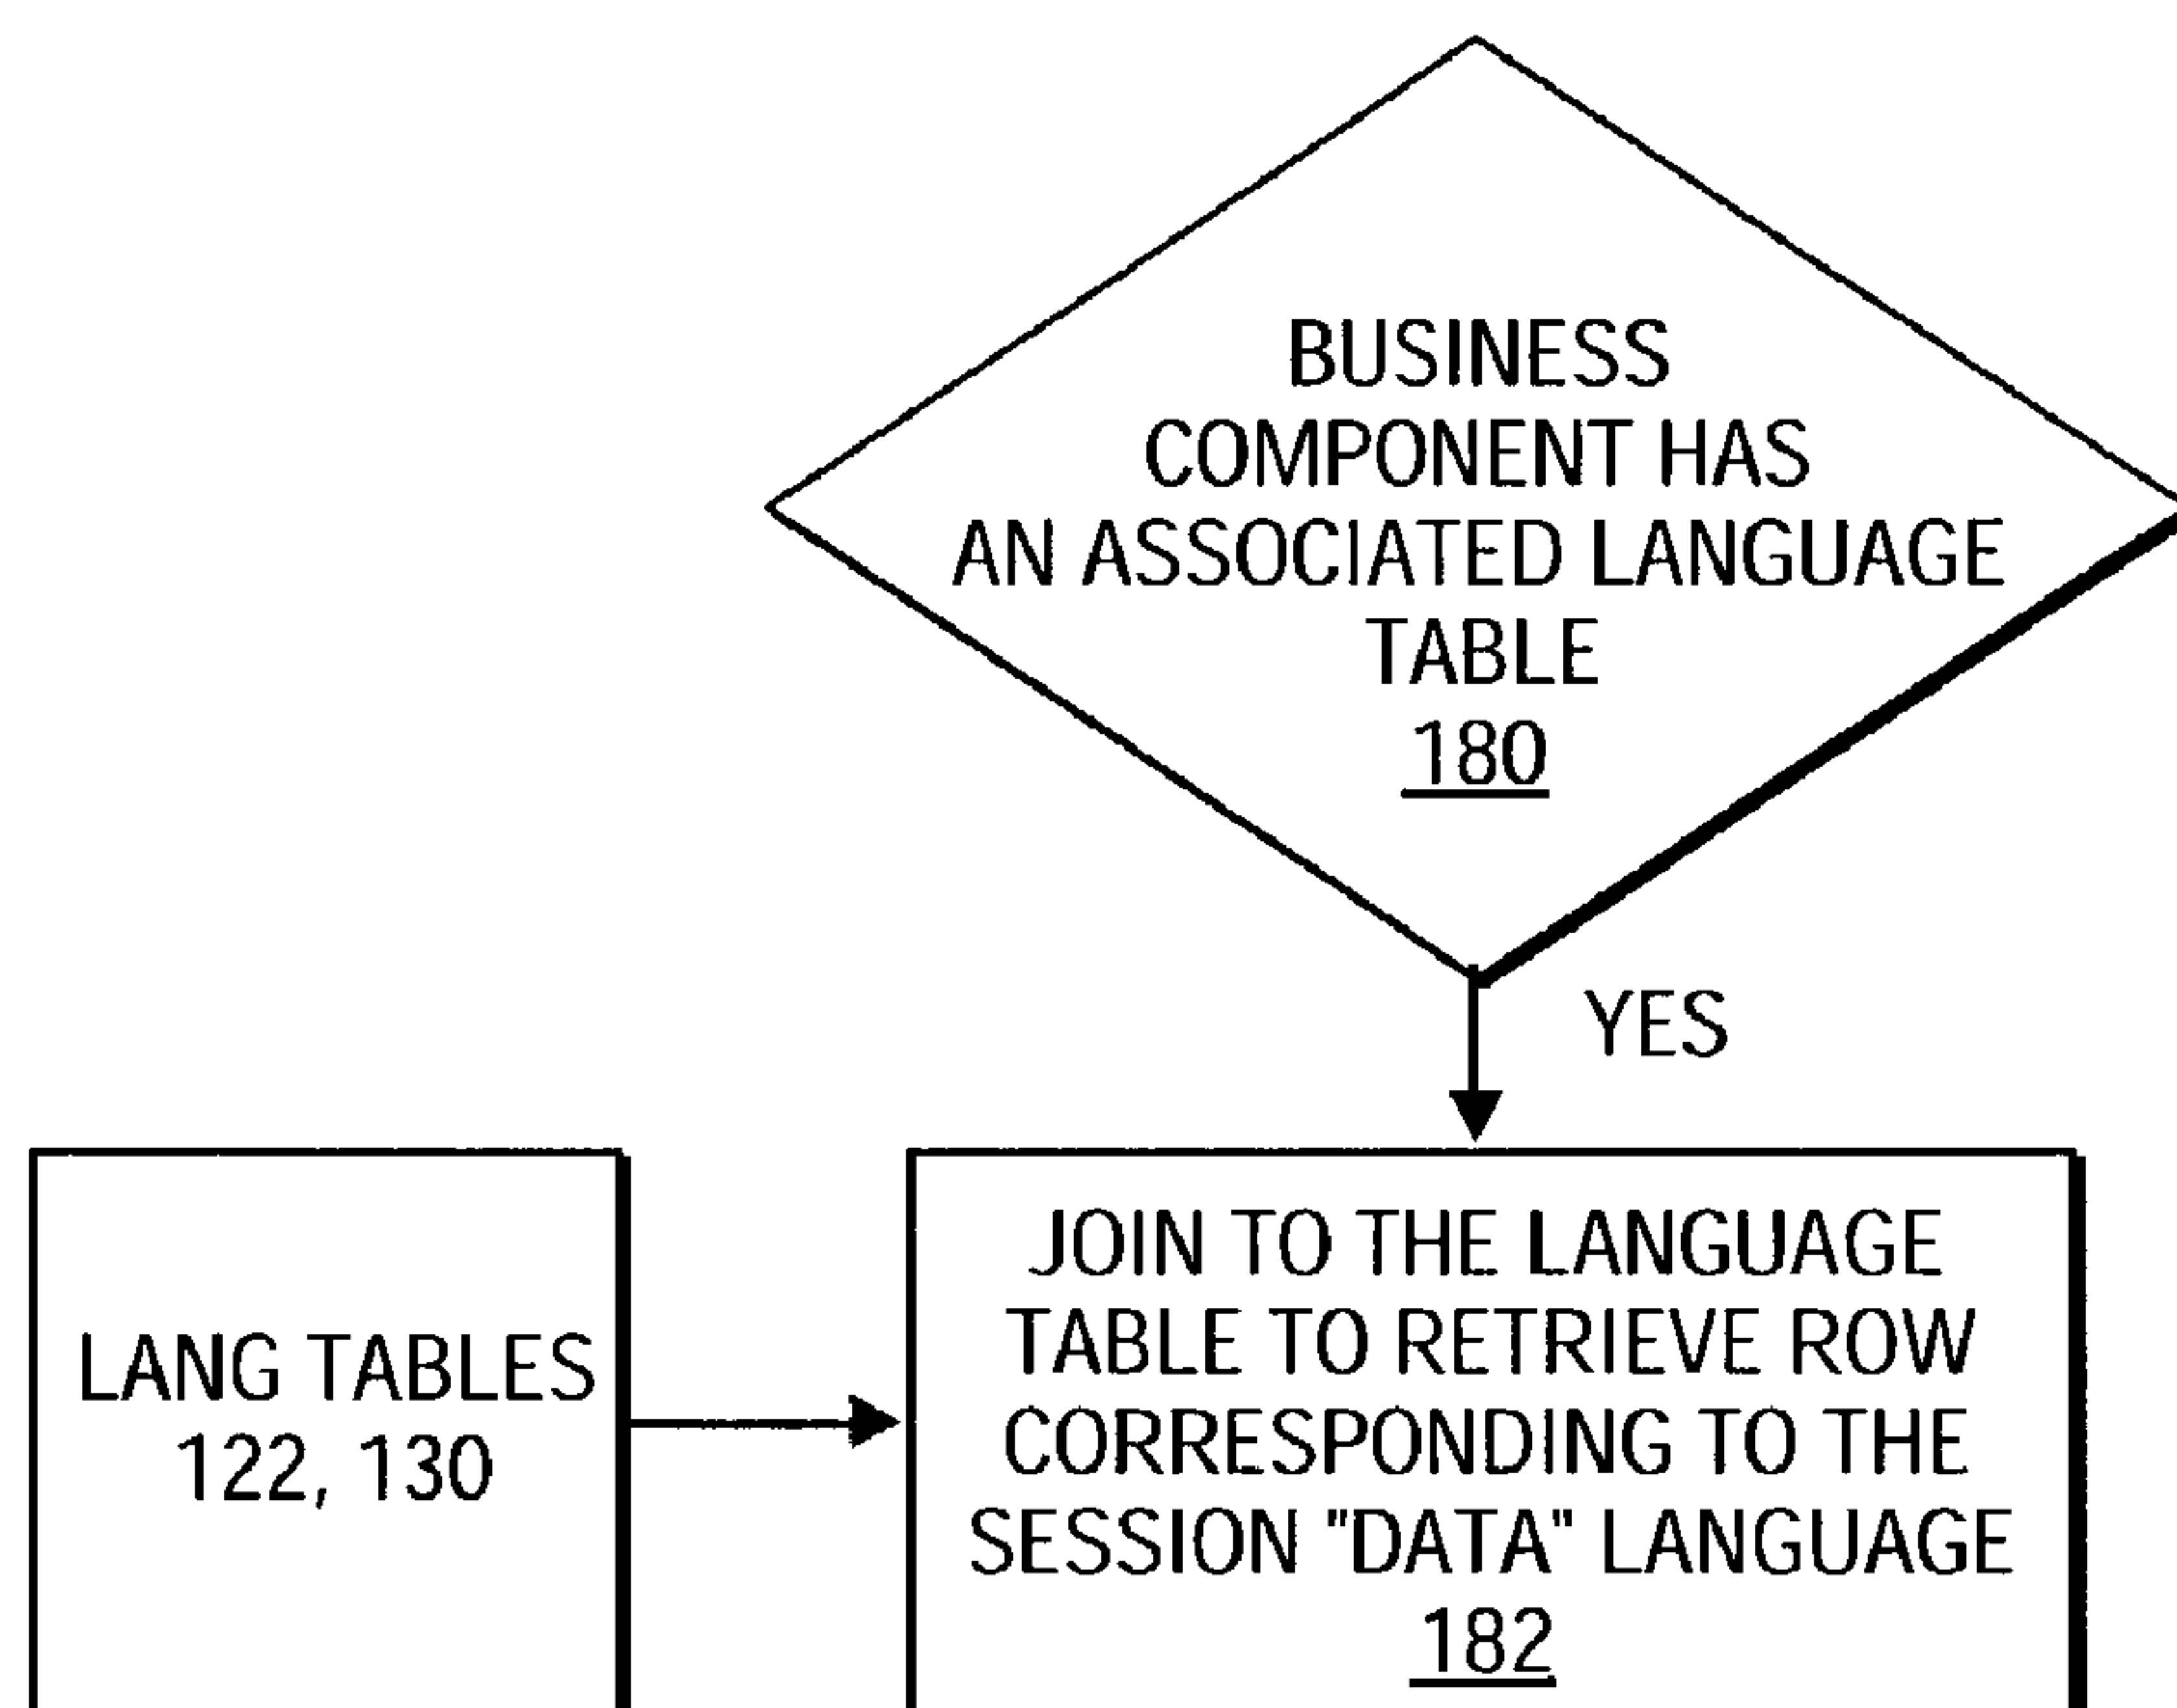 BUSINESS
COMPONENT HAS
AN ASSOCIATED LANGUAGE
TABLE
180
YES
LANG TABLES
122, 130
JOIN TO THE LANGUAGE
TABLE TO RETRIEVE ROW
CORRESPONDING TO THE
SESSION "DATA" LANGUAGE
182